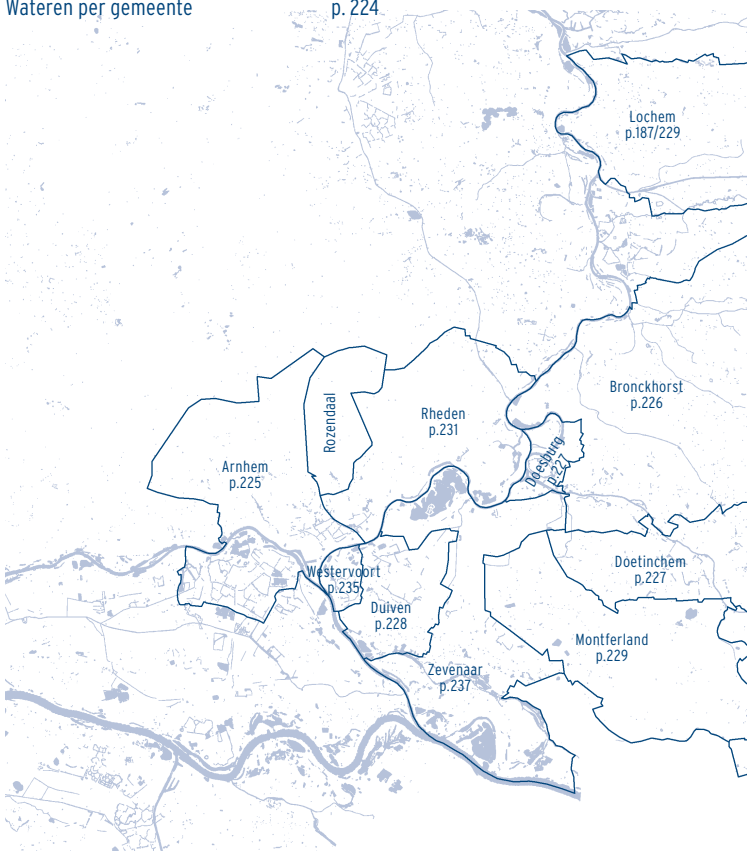 Wateren per gemeente p. 224
Lochem
p.187/229
Bronckhorst
p.226
Rozendaal
Rheden
p.231
Doesburg
p.227
Arnhem
p.225
Doetinchem
p.227
Westervoort
p.235
Duiven
p.228
Montferland
p.229
Zevenaar
p.237